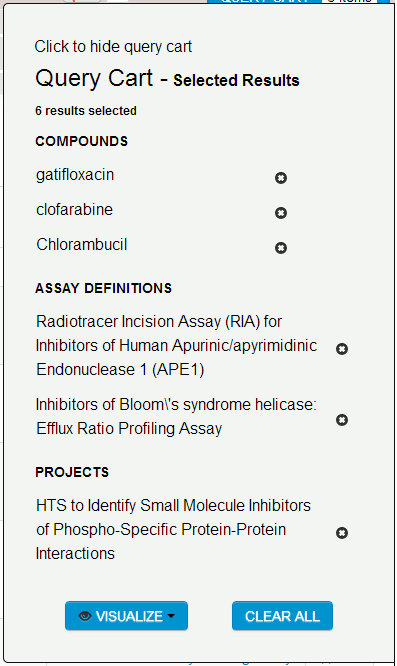 Click to hide query cart
Query Cart - Selected Results
6 results selected
COMPOUNDS
gatifloxacin
clofarabine
Chlorambucil
ASSAY DEFINITIONS
Radiotracer Incision Assay (RIA) for
Inhibitors of Human Apurinic/apyrimidinic
Endonuclease 1 (APE1)
Inhibitors of Bloom\'s syndrome helicase:
Efflux Ratio Profiling Assay
PROJECTS
HTS to Identify Small Molecule Inhibitors
of Phospho-Specific Protein-Protein
Interactions
VISUALIZE CLEAR ALL